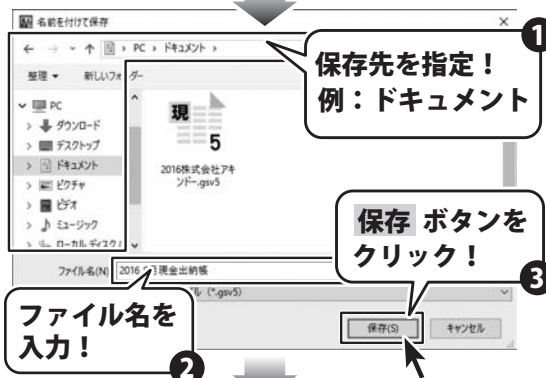 名前を付けて保存
1
PC › ドキュメント ›
保存先を指定！
例：ドキュメント
整理 新しいフォ ダー
PC
ダウンロード
デスクトップ
ドキュメント
ピクチャ
ビデオ
ミュージック
ローカル ディスク
現
5
2016株式会社アキ
ンドー.gsv5
保存 ボタンを
クリック！
3
ファイル名(N)
月現金出納帳
(*.gsv5)
ファイル名を
入力！
2
保存(S)
キャンセル